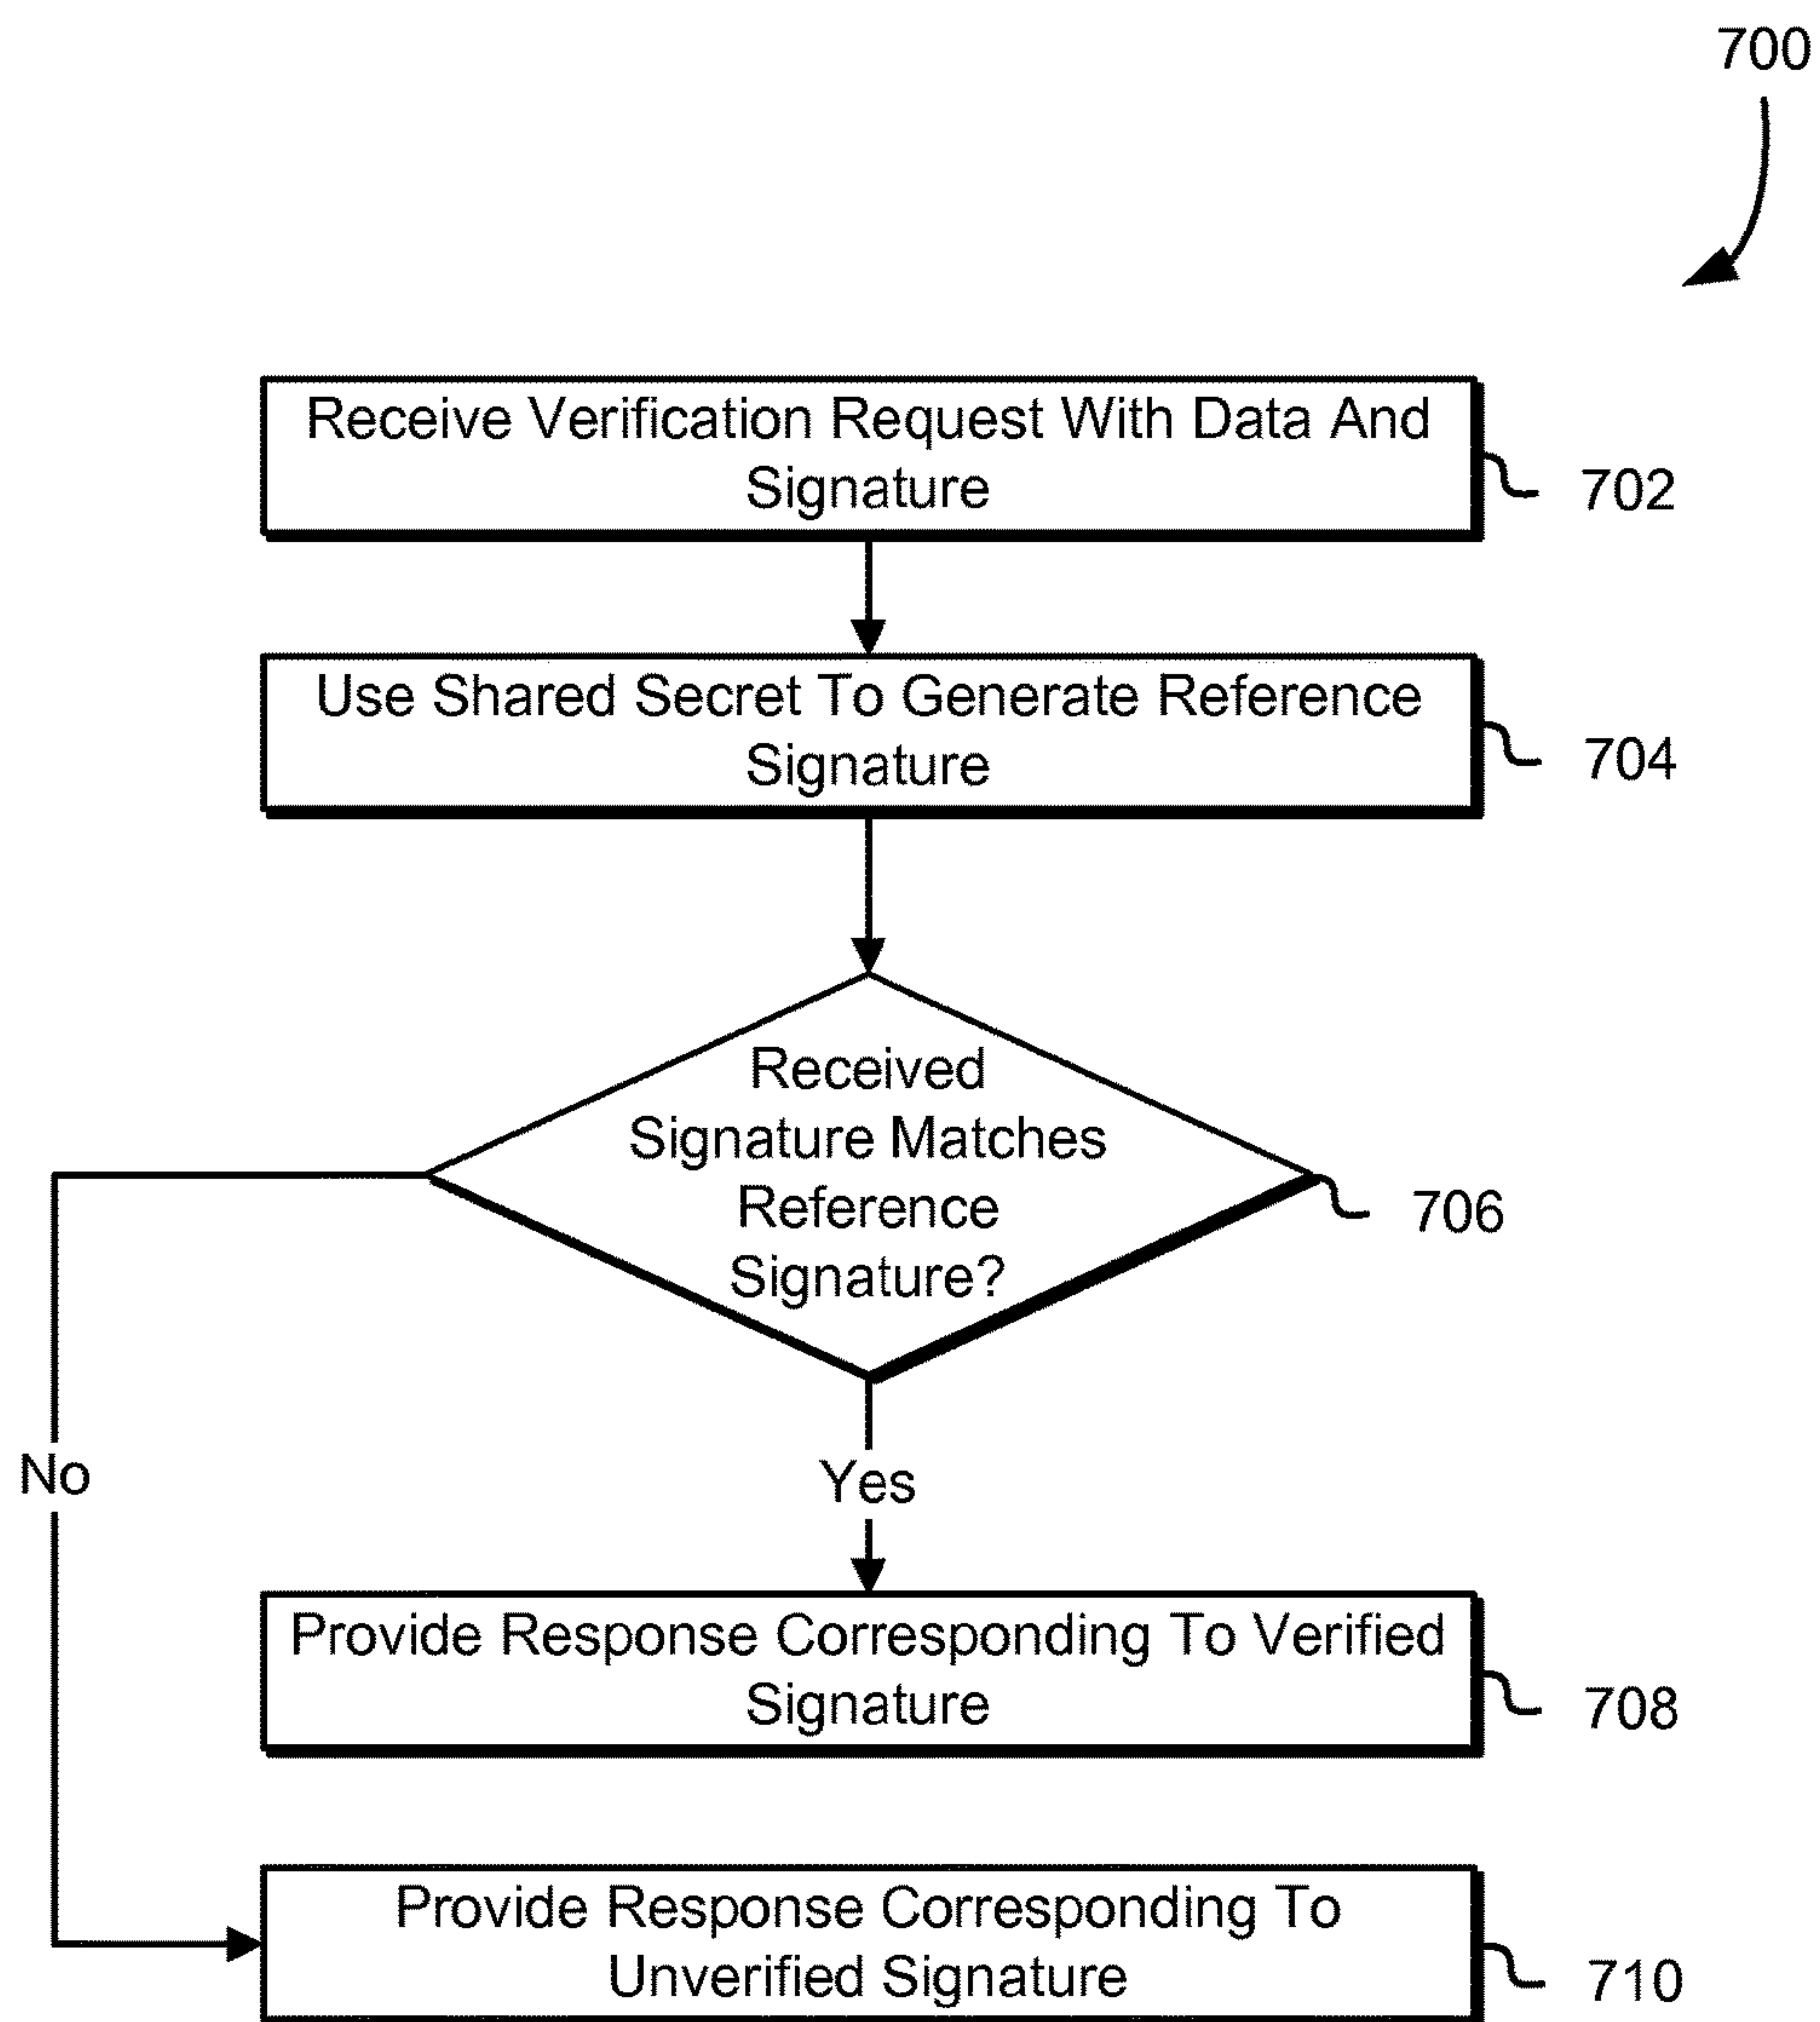 700
Receive Verification Request With Data And
Signature
702
Use Shared Secret To Generate Reference
Signature
704
Received
Signature Matches
Reference
Signature?
706
No
Yes
Provide Response Corresponding To Verified
Signature
708
Provide Response Corresponding To
Unverified Signature
710